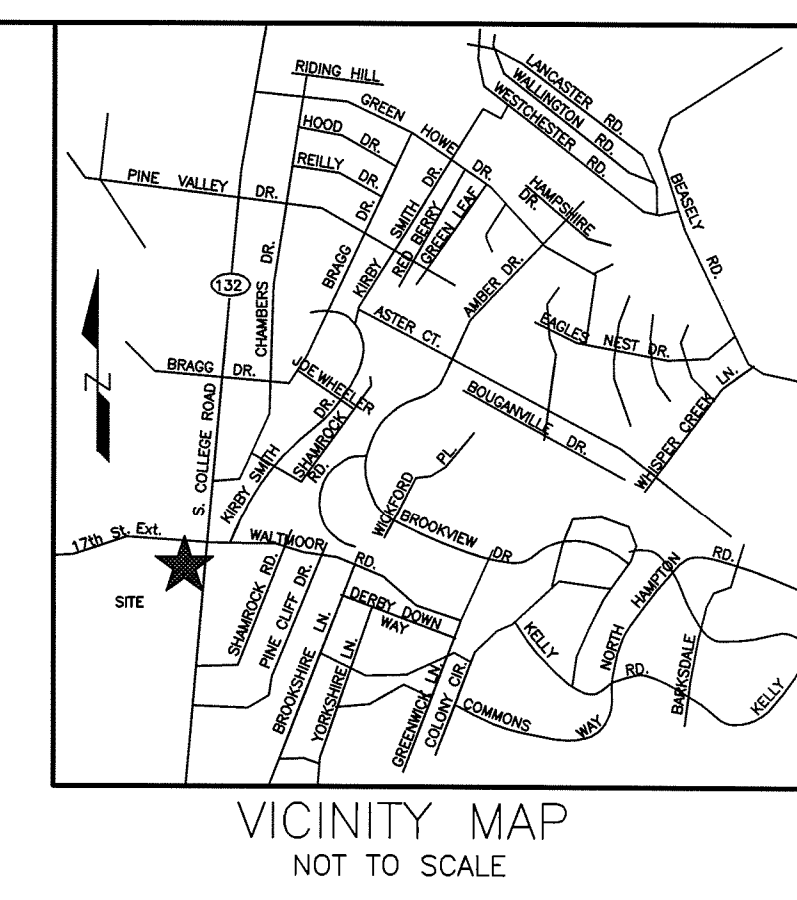 RIDING HILL
GREEN HOWE DR.
HOOD DR.
REILLY DR.
PINE VALLEY DR.
LANCASTER RD.
WALLINGTON RD.
WESTCHESTER RD.
BEASELY RD.
HAMPSHIRE DR.
BRAGG DR.
KIRBY SMITH DR.
RED BERRY
GREEN LEAF
AMBER DR.
132
CHAMBERS DR.
ASTER CT.
EAGLES NEST DR.
BRAGG DR.
JOE WHEELER DR.
BOUGANVILLE DR.
WHISPER CREEK LN.
S. COLLEGE ROAD
KIRBY SMITH
SHAMROCK RD.
WICKFORD PL.
BROOKVIEW DR.
Z
17th St. Ext.
WALTMOOR RD.
SITE
SHAMROCK RD.
PINE CLIFF DR.
DERBY DOWN WAY
BROOKSHIRE LN.
YORKSHIRE LN.
GREENWICK LN.
COLONY CIR.
COMMONS WAY
KELLY RD.
NORTH HAMPTON RD.
BARKSDALE
KELLY
VICINITY MAP
NOT TO SCALE